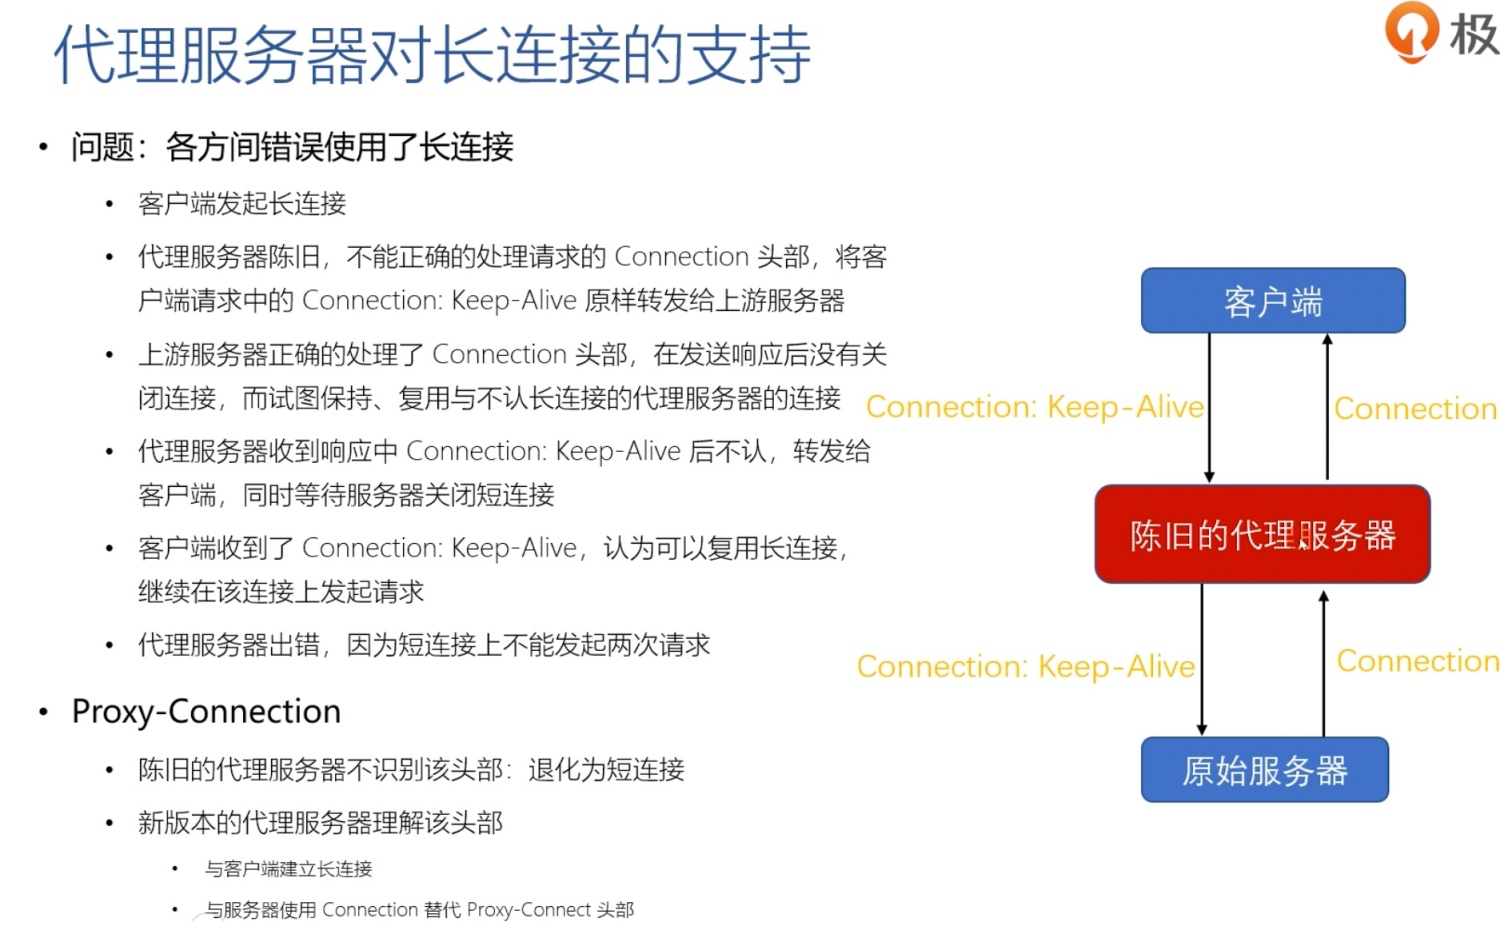 代理服务器对长连接的支持
极
• 问题：各方间错误使用了长连接
• 客户端发起长连接
• 代理服务器陈旧，不能正确的处理请求的 Connection 头部，将客
户端请求中的 Connection: Keep-Alive 原样转发给上游服务器
• 上游服务器正确的处理了 Connection 头部，在发送响应后没有关
闭连接，而试图保持、复用与不认长连接的代理服务器的连接
• 代理服务器收到响应中 Connection: Keep-Alive 后不认，转发给
客户端，同时等待服务器关闭短连接
• 客户端收到了 Connection: Keep-Alive，认为可以复用长连接，
继续在该连接上发起请求
• 代理服务器出错，因为短连接上不能发起两次请求
• Proxy-Connection
• 陈旧的代理服务器不识别该头部：退化为短连接
• 新版本的代理服务器理解该头部
• 与客户端建立长连接
• 与服务器使用 Connection 替代 Proxy-Connect 头部
客户端
Connection: Keep-Alive
Connection
陈旧的代理服务器
Connection: Keep-Alive
Connection
原始服务器